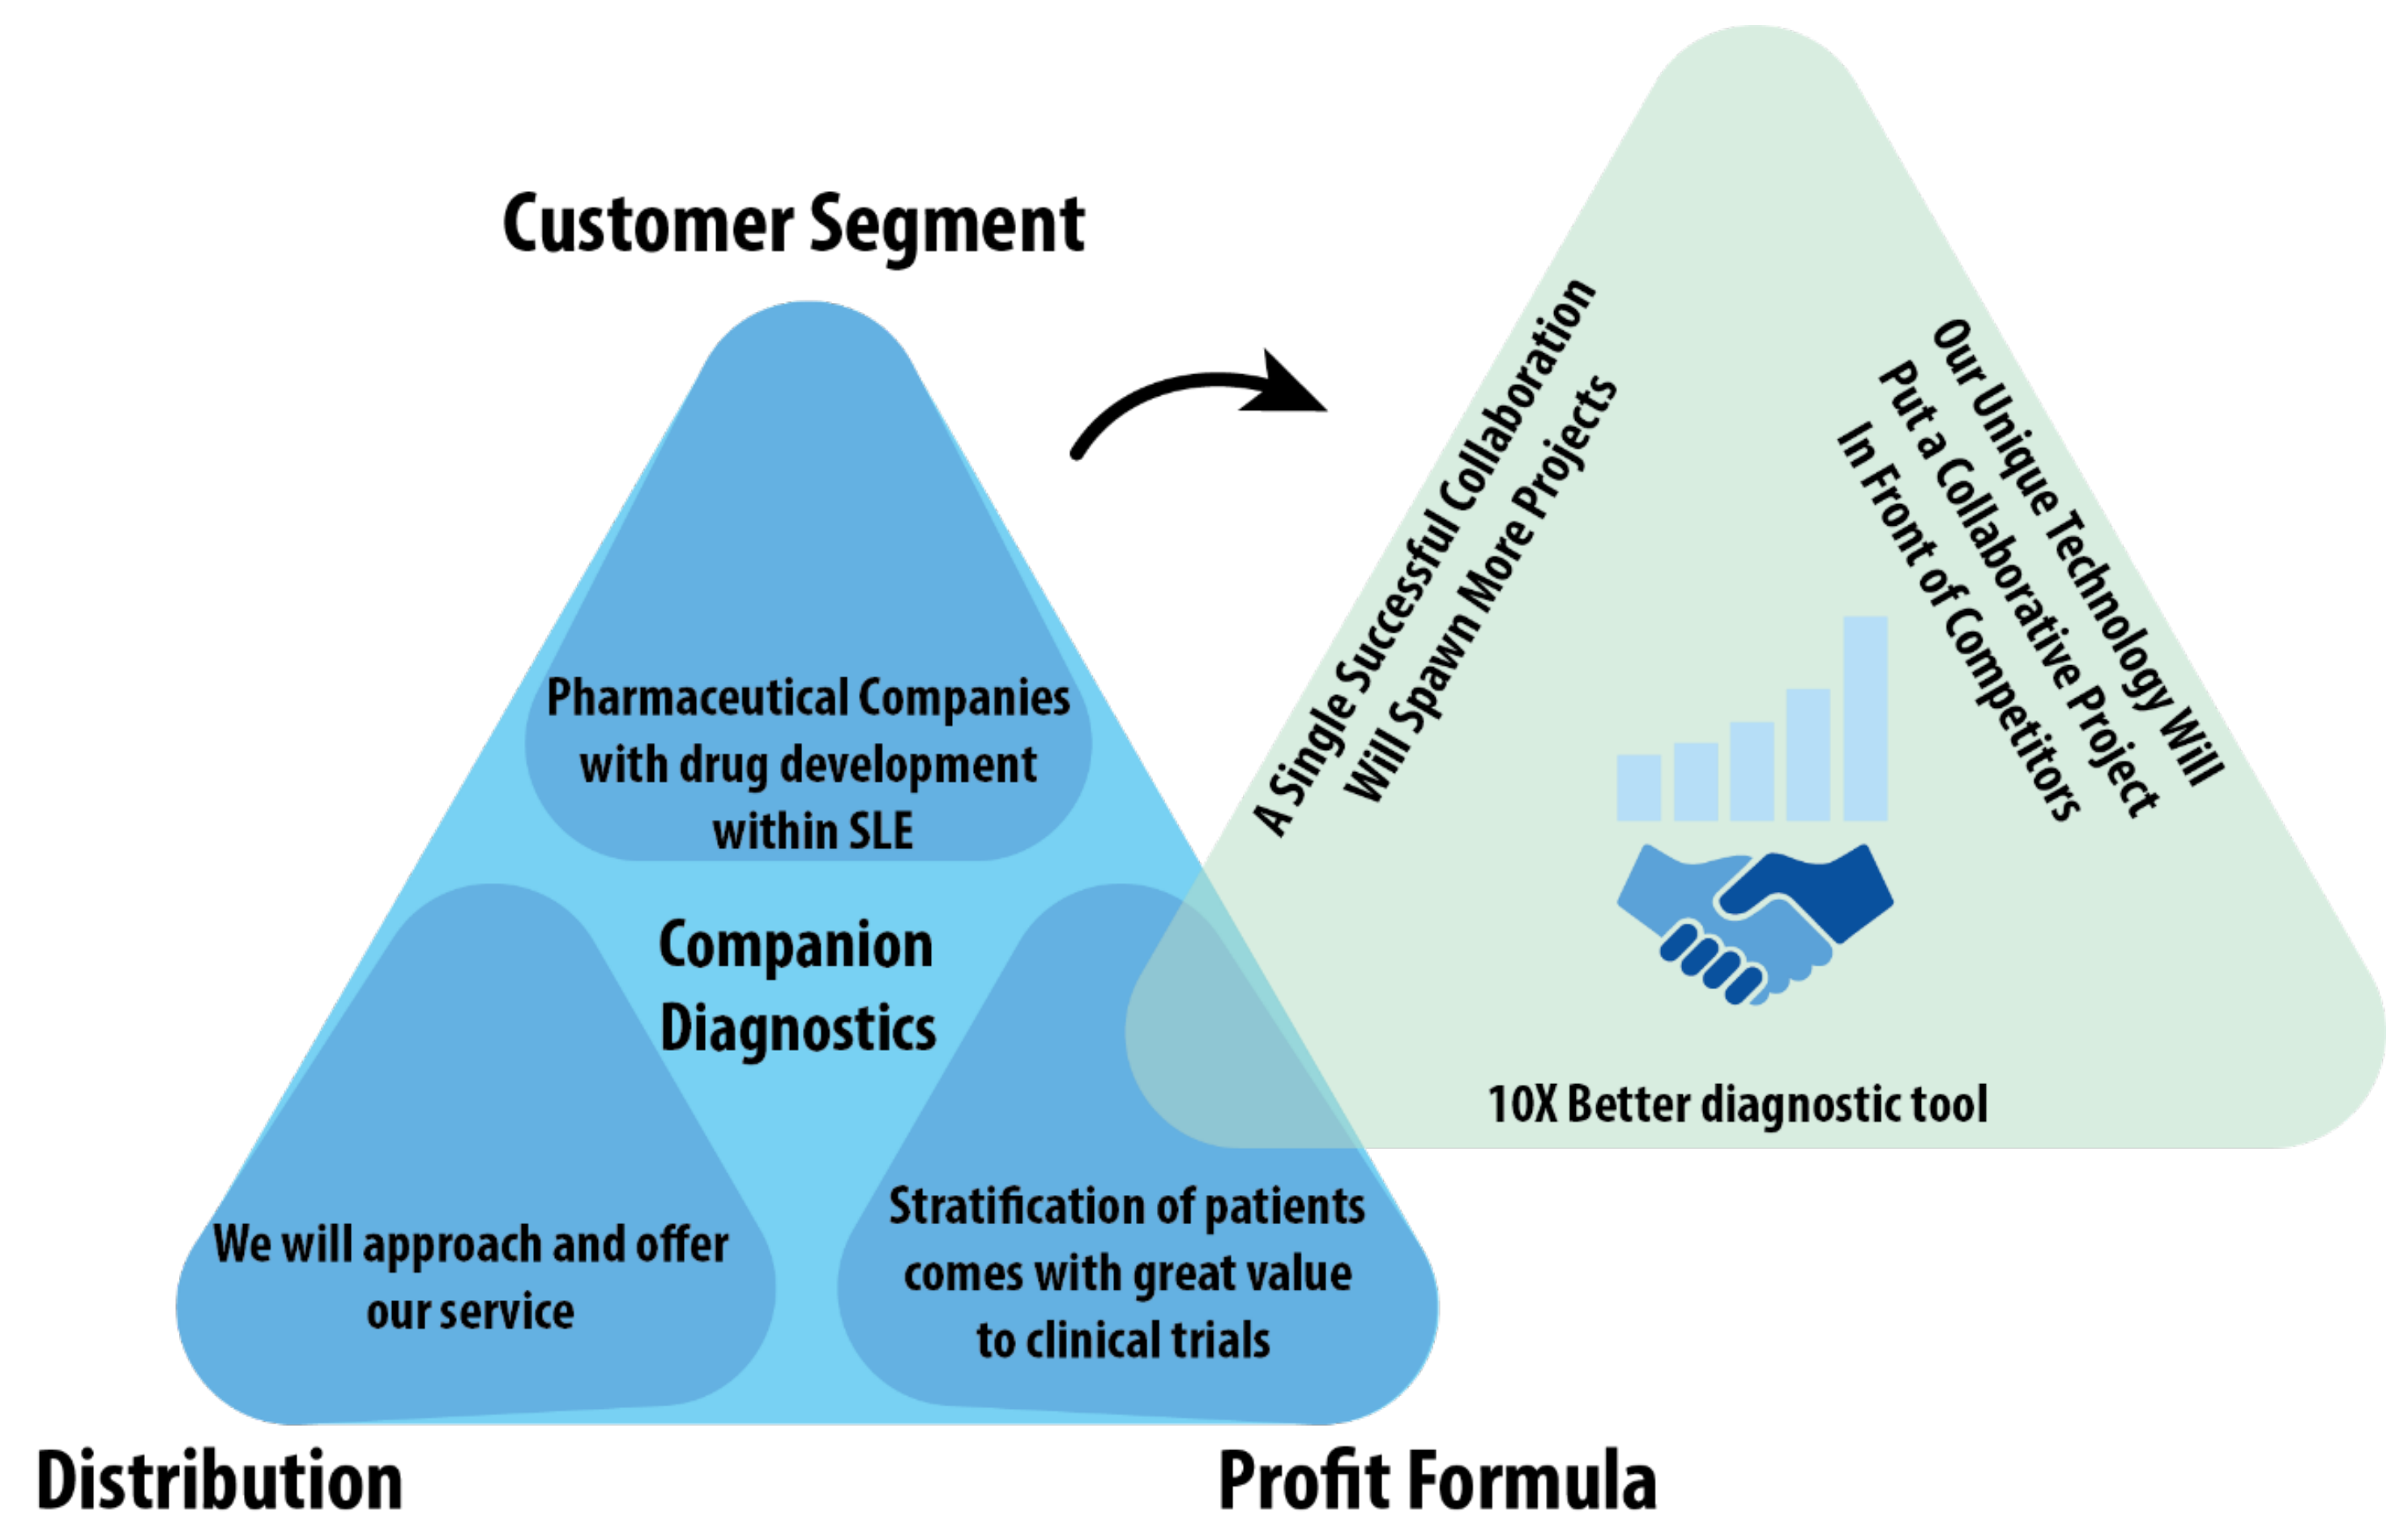 Customer Segment
Pharmaceutical Companies
with drug development
within SLE
Companion
Diagnostics
We will approach and offer
our service
Stratification of patients
comes with great value
to clinical trials
Distribution
Profit Formula
A Single Successful Collaboration
Will Spawn More Projects
Our Unique Technology Will
Put a Collaborative Project
In Front of Competitors
10X Better diagnostic tool